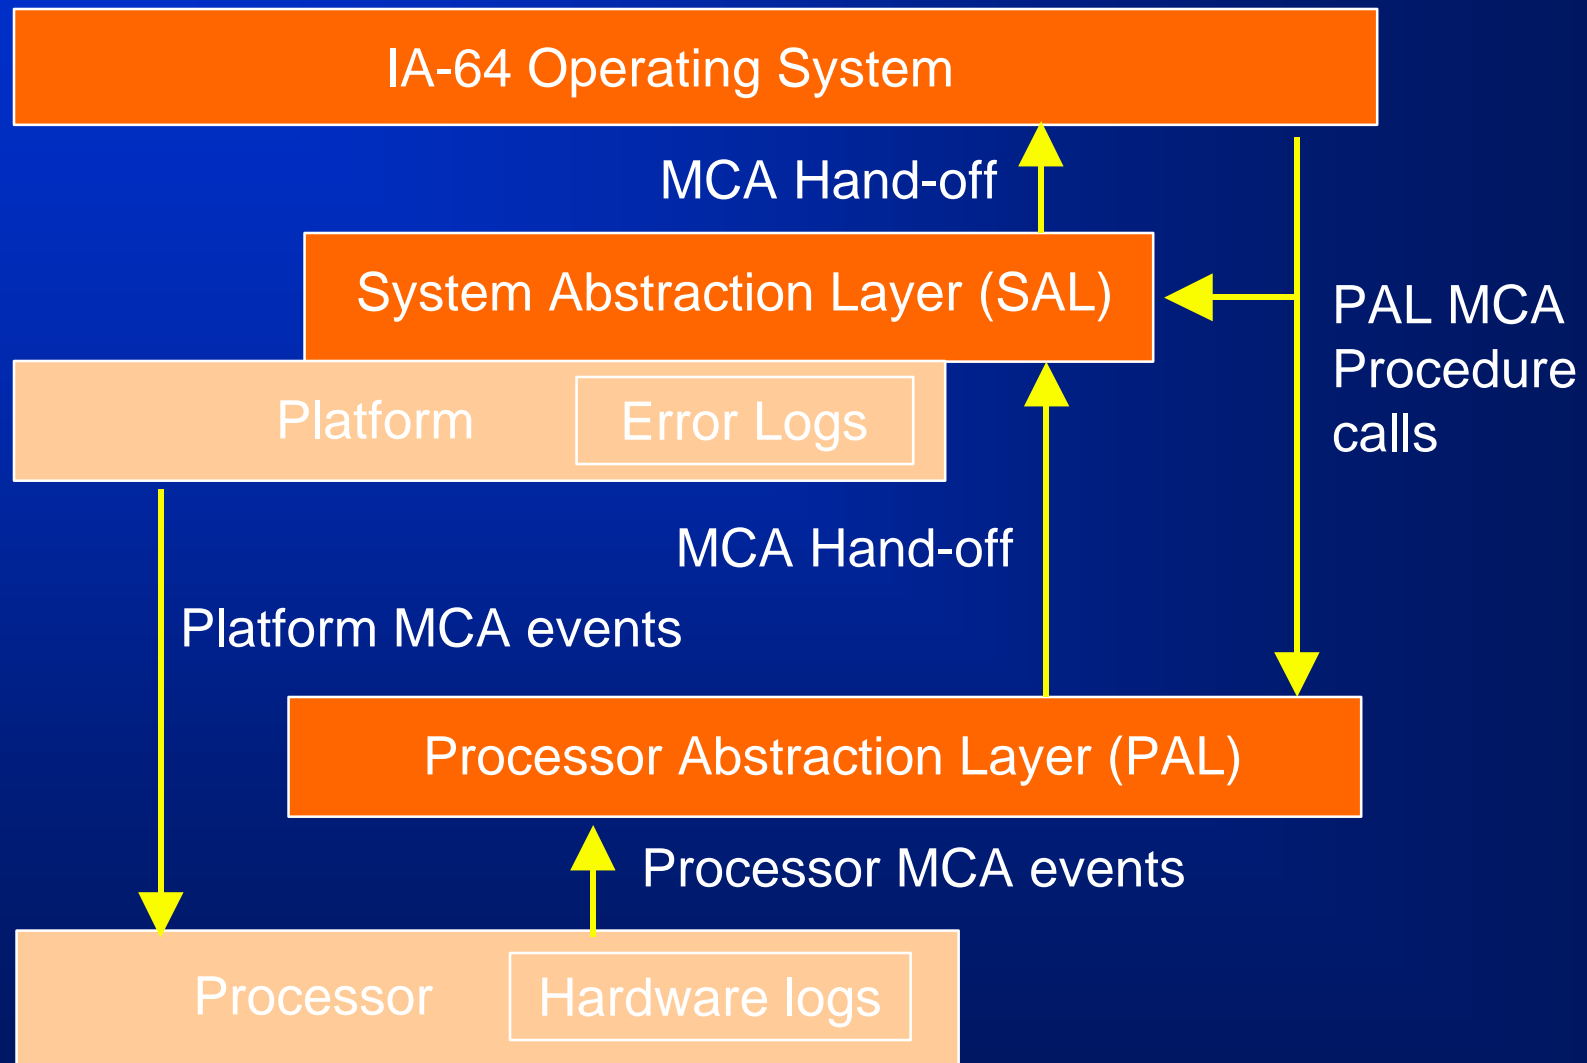 IA-64 Operating System
MCA Hand-off
System Abstraction Layer (SAL)
PAL MCA
Procedure
calls
Platform
Error Logs
MCA Hand-off
Platform MCA events
Processor Abstraction Layer (PAL)
Processor MCA events
Processor
Hardware logs